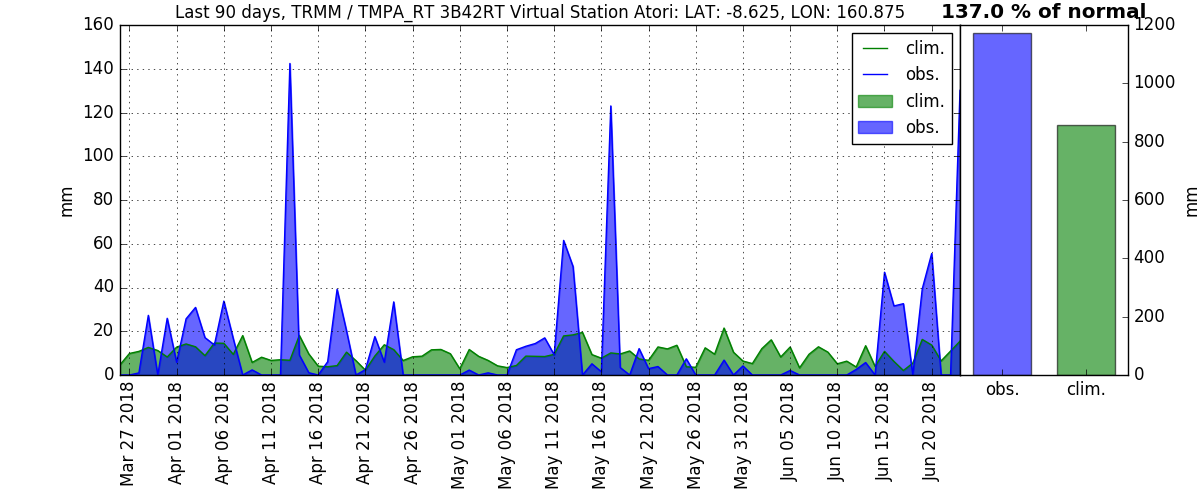 Last 90 days, TRMM / TMPA_RT 3B42RT Virtual Station Atori: LAT: -8.625, LON: 160.875
137.0 % of normal
160
140
120
100
80
60
40
20
0
mm
clim.
obs.
clim.
obs.
1200
1000
800
600
400
200
0
mm
Mar 27 2018
Apr 01 2018
Apr 06 2018
Apr 11 2018
Apr 16 2018
Apr 21 2018
Apr 26 2018
May 01 2018
May 06 2018
May 11 2018
May 16 2018
May 21 2018
May 26 2018
May 31 2018
Jun 05 2018
Jun 10 2018
Jun 15 2018
Jun 20 2018
obs.
clim.